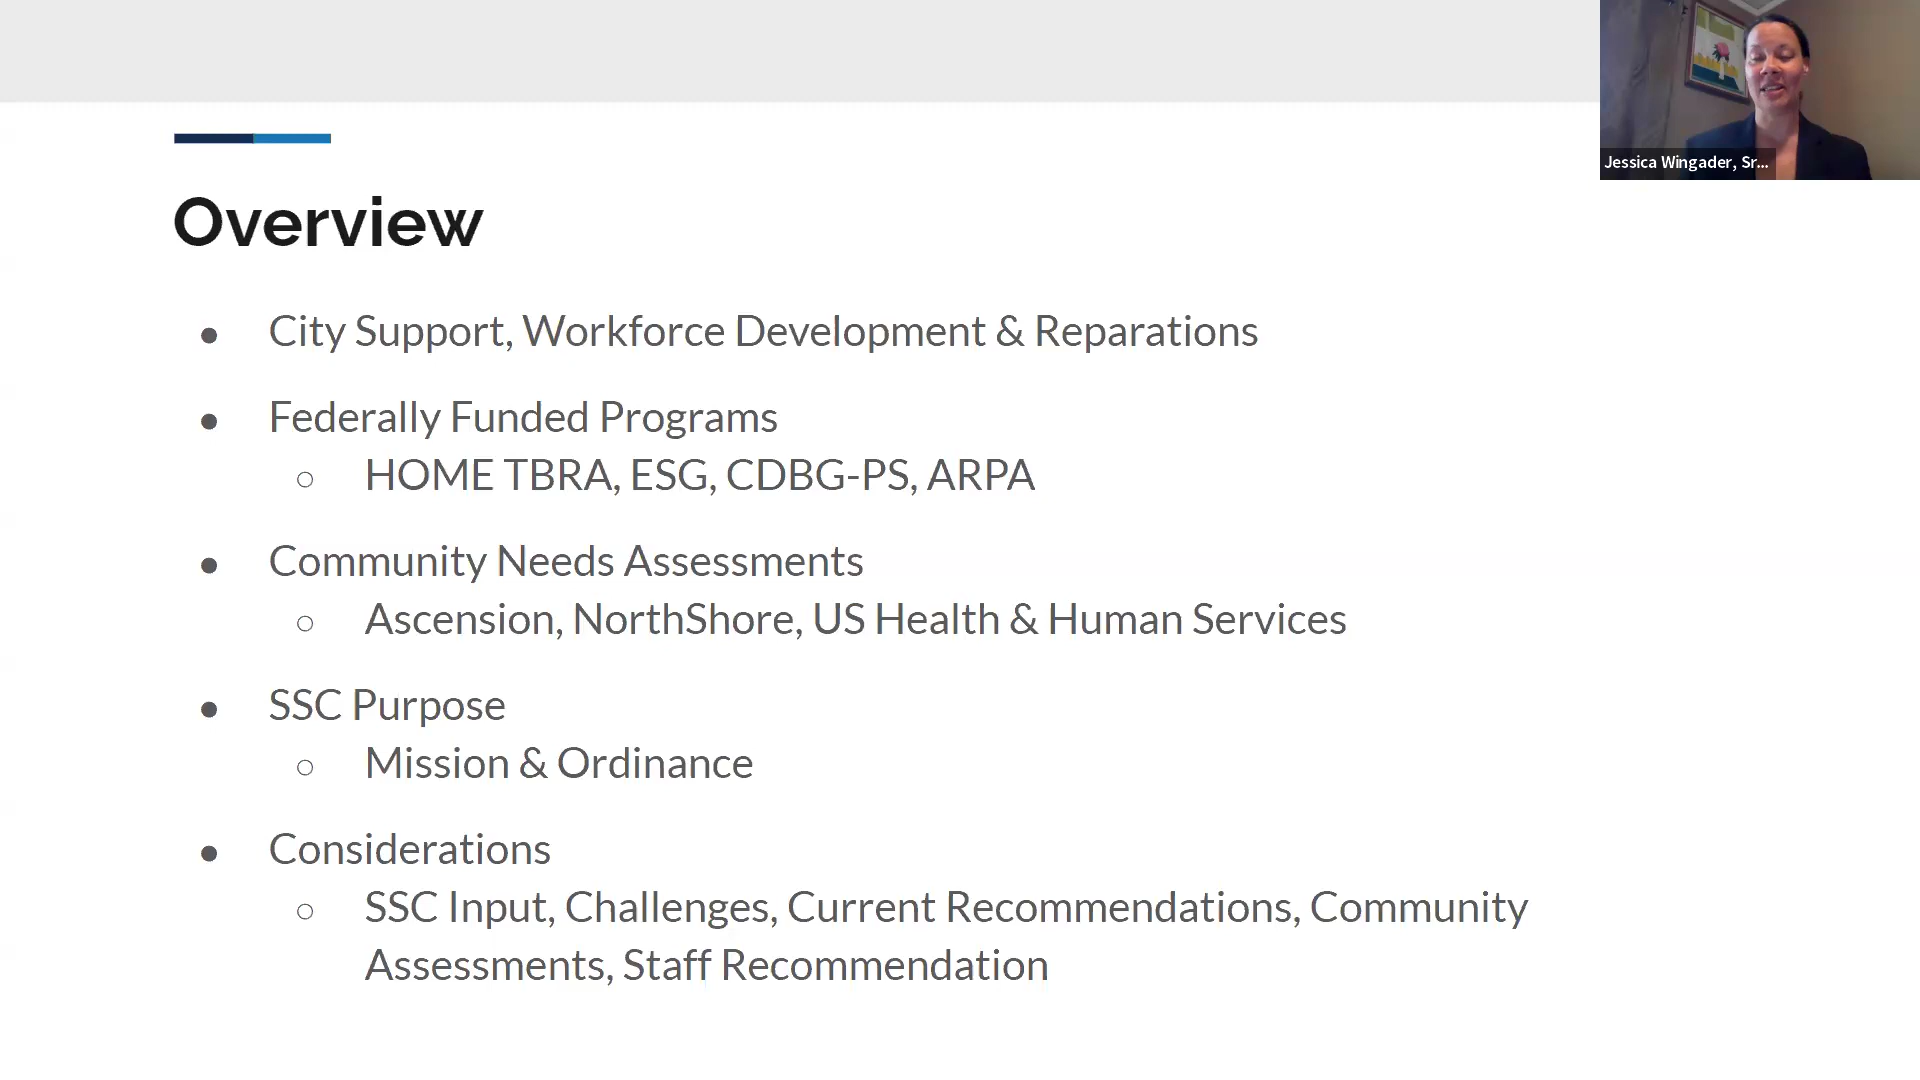 Jessica Wingader, Sr...
Overview
● City Support, Workforce Development & Reparations
● Federally Funded Programs
○ HOME TBRA, ESG, CDBG-PS, ARPA
● Community Needs Assessments
○ Ascension, NorthShore, US Health & Human Services
● SSC Purpose
○ Mission & Ordinance
● Considerations
○ SSC Input, Challenges, Current Recommendations, Community
Assessments, Staff Recommendation